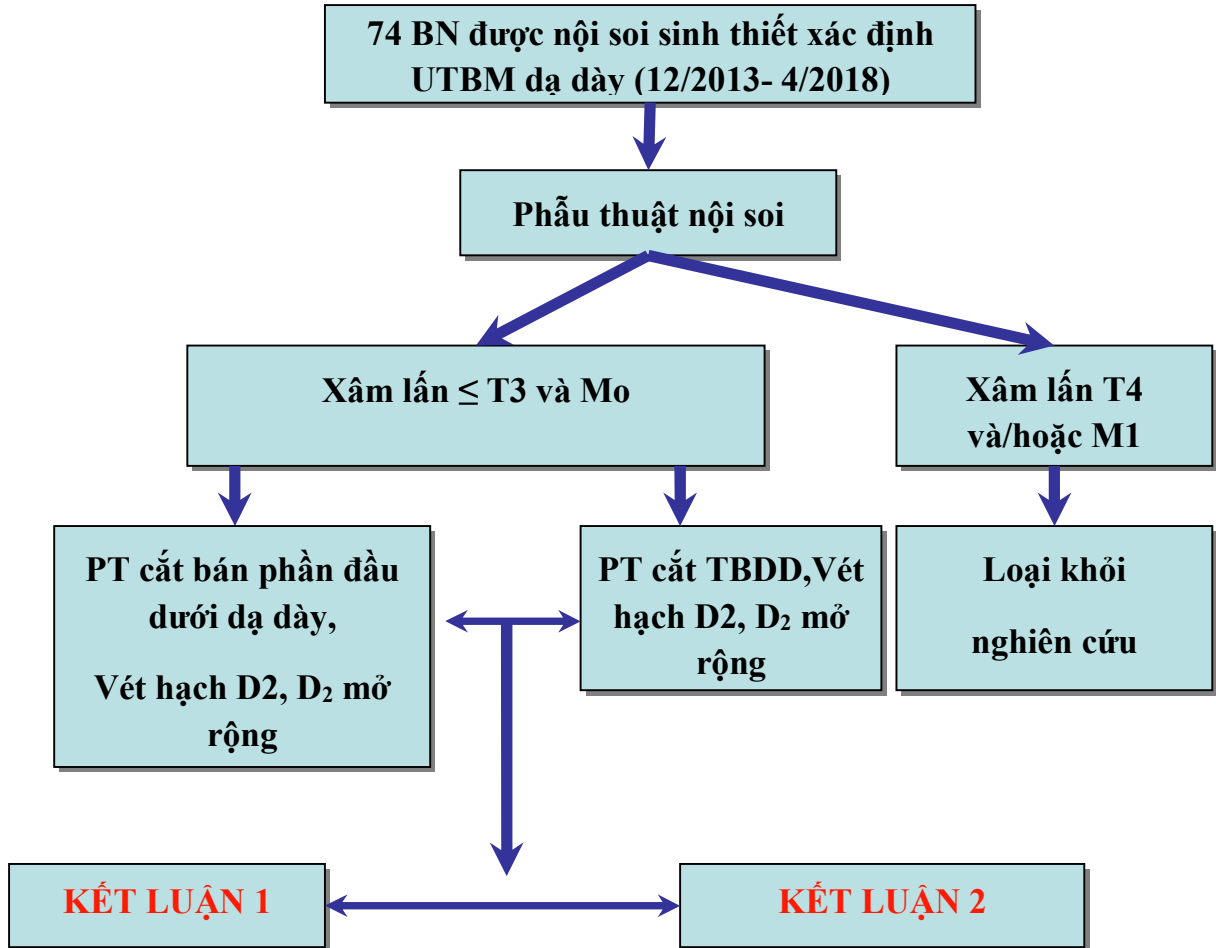 74 BN được nội soi sinh thiết xác định
UTBM dạ dày (12/2013- 4/2018)
Phẫu thuật nội soi
Xâm lấn ≤ T3 và Mo
Xâm lấn T4
và/hoặc M1
PT cắt bán phần đầu
dưới dạ dày,
Vét hạch D2, D₂ mở
rộng
PT cắt TBDD,Vét
hạch D2, D₂ mở
rộng
Loại khỏi
nghiên cứu
KẾT LUẬN 1
KẾT LUẬN 2